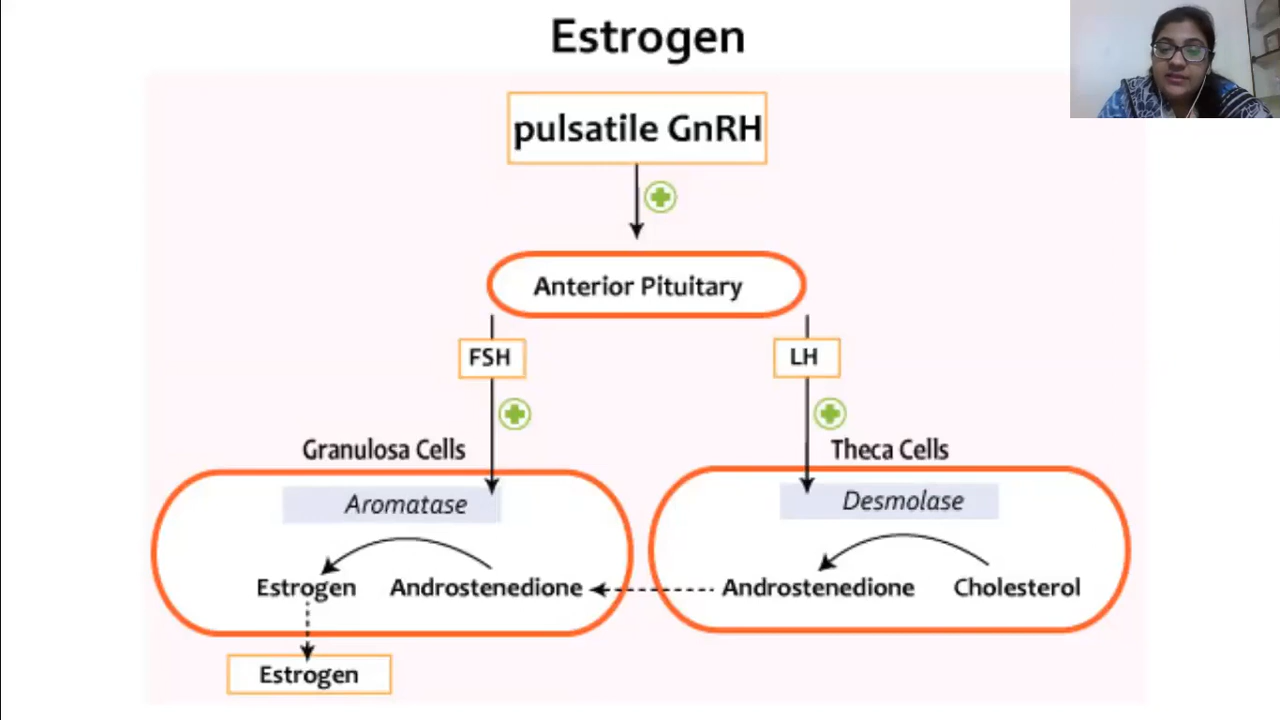 Estrogen
pulsatile GnRH
Anterior Pituitary
FSH
LH
Granulosa Cells
Theca Cells
Aromatase
Desmolase
Estrogen
Androstenedione
Androstenedione
Cholesterol
Estrogen